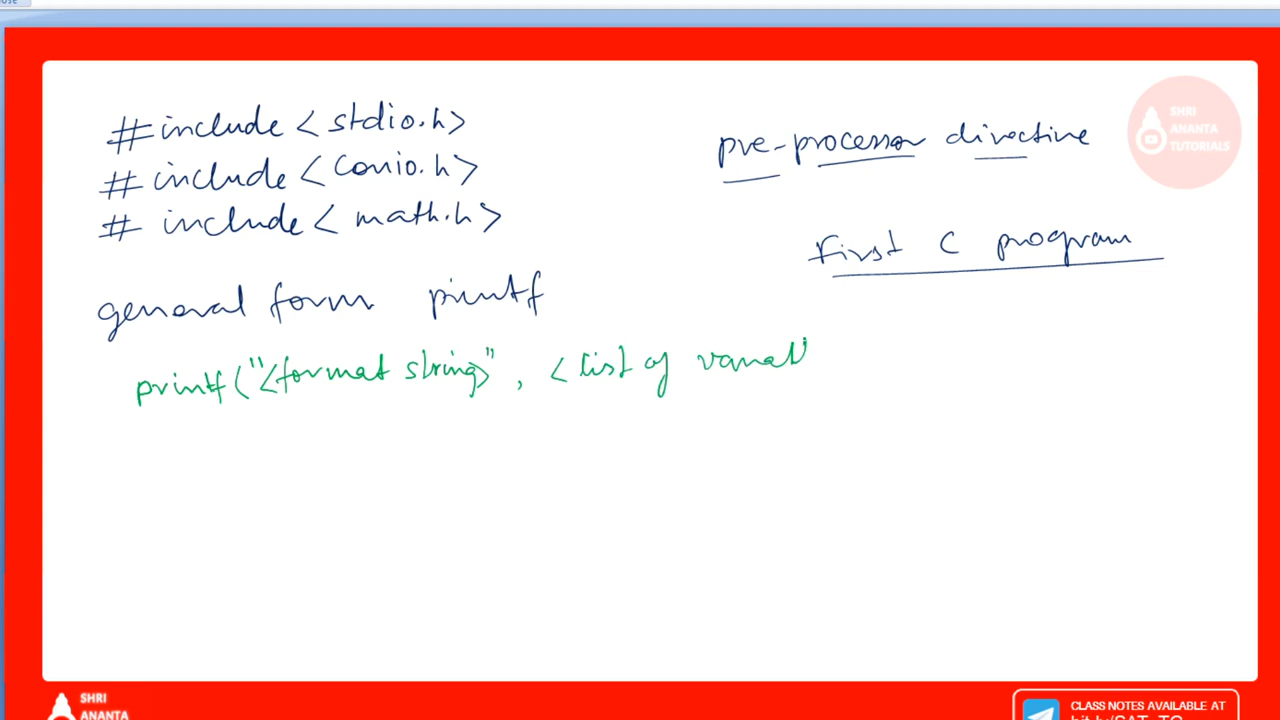 #include < stdio.h>
#include < conio.h>
# include < math.h>
pre-processor directive
First C program
general form printf
printf ("<format string>", < list of variabl
SHRI
ANANTA
TUTORIALS
SHRI
ANANTA
CLASS NOTES AVAILABLE AT